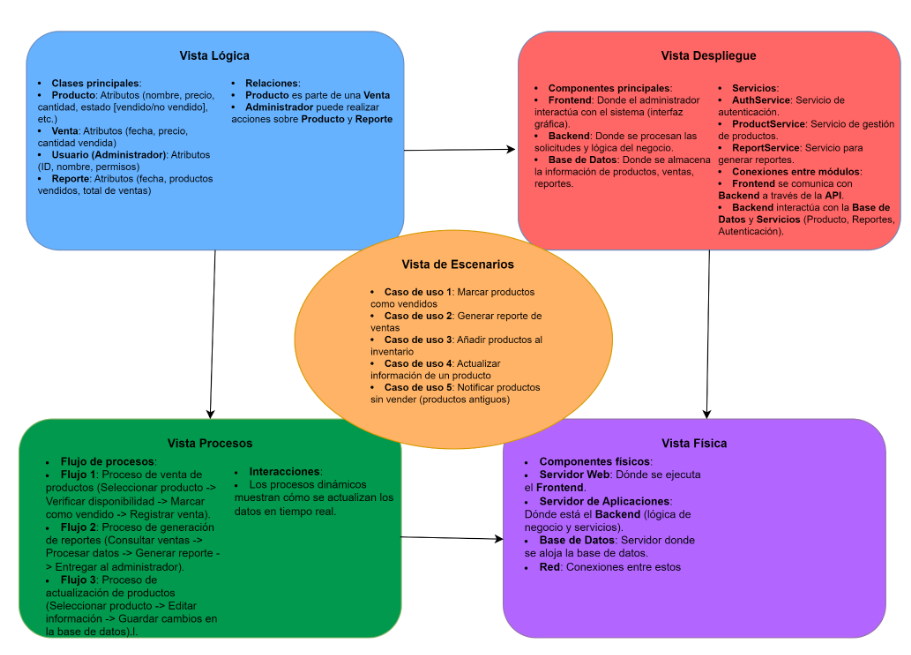 Vista Lógica
• Clases principales:
• Producto: Atributos (nombre, precio,
cantidad, estado [vendido/no vendido],
etc.)
• Venta: Atributos (fecha, precio,
cantidad vendida)
• Usuario (Administrador): Atributos
(ID, nombre, permisos)
• Reporte: Atributos (fecha, productos
vendidos, total de ventas)
• Relaciones:
• Producto es parte de una Venta
• Administrador puede realizar
acciones sobre Producto y Reporte
Vista Despliegue
• Componentes principales:
• Frontend: Donde el administrador
interactúa con el sistema (interfaz
gráfica).
• Backend: Donde se procesan las
solicitudes y lógica del negocio.
• Base de Datos: Donde se almacena
la información de productos, ventas,
reportes.
• Servicios:
• AuthService: Servicio de
autenticación.
• ProductService: Servicio de gestión
de productos.
• ReportService: Servicio para
generar reportes.
• Conexiones entre módulos:
• Frontend se comunica con
Backend a través de la API.
• Backend interactúa con la Base de
Datos y Servicios (Producto, Reportes,
Autenticación).
Vista de Escenarios
• Caso de uso 1: Marcar productos
como vendidos
• Caso de uso 2: Generar reporte de
ventas
• Caso de uso 3: Añadir productos al
inventario
• Caso de uso 4: Actualizar
información de un producto
• Caso de uso 5: Notificar productos
sin vender (productos antiguos)
Vista Procesos
• Flujo de procesos:
• Flujo 1: Proceso de venta de
productos (Seleccionar producto ->
Verificar disponibilidad -> Marcar
como vendido -> Registrar venta).
• Flujo 2: Proceso de generación
de reportes (Consultar ventas ->
Procesar datos -> Generar reporte -
> Entregar al administrador).
• Flujo 3: Proceso de
actualización de productos
(Seleccionar producto -> Editar
información -> Guardar cambios en
la base de datos).l.
• Interacciones:
• Los procesos dinámicos
muestran cómo se actualizan los
datos en tiempo real.
Vista Física
• Componentes físicos:
• Servidor Web: Dónde se ejecuta
el Frontend.
• Servidor de Aplicaciones:
Dónde está el Backend (lógica de
negocio y servicios).
• Base de Datos: Servidor donde
se aloja la base de datos.
• Red: Conexiones entre estos